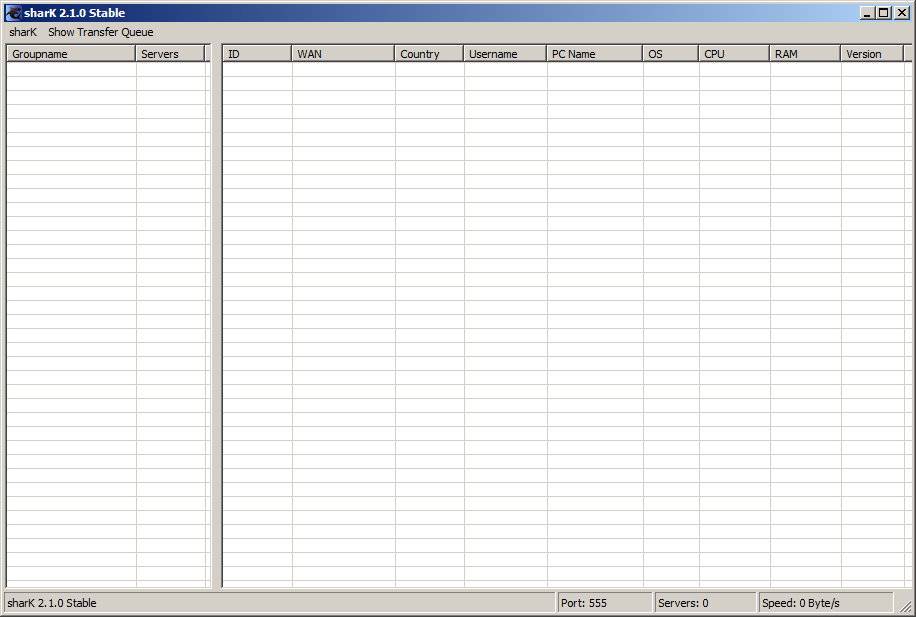 sharK 2.1.0 Stable
sharK Show Transfer Queue
Groupname Servers ID WAN Country Username PC Name OS CPU RAM Version
sharK 2.1.0 Stable Port: 555 Servers: 0 Speed: 0 Byte/s